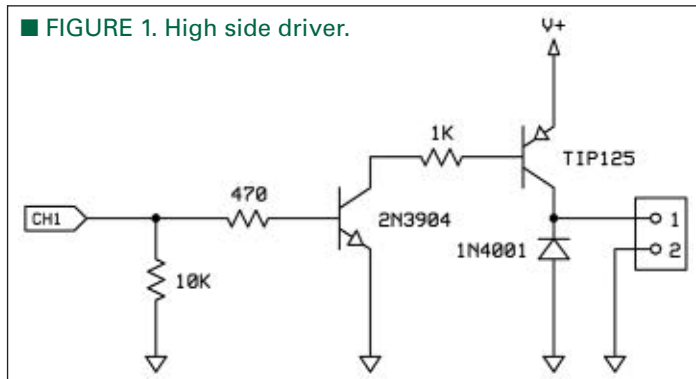 ■ FIGURE 1. High side driver.
V+
1K
TIP125
470
CH1
2N3904
1
1N4001
2
10K